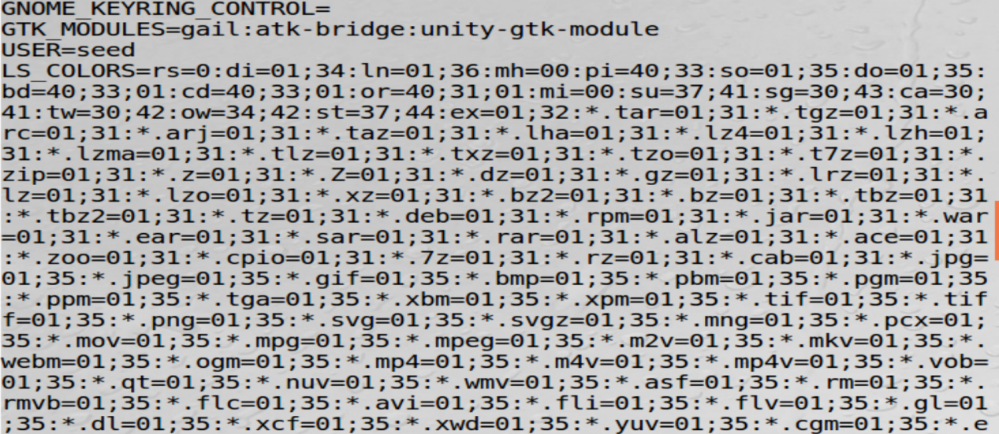 GNOME_KEYRING_CONTROL=
GTK_MODULES=gail:atk-bridge:unity-gtk-module
USER=seed
LS_COLORS=rs=0:di=01;34:ln=01;36:mh=00:pi=40;33:so=01;35:do=01;35:
bd=40;33;01:cd=40;33;01:or=40;31;01:mi=00:su=37;41:sg=30;43:ca=30;
41:tw=30;42:ow=34;42:st=37;44:ex=01;32:*.tar=01;31:*.tgz=01;31:*.a
rc=01;31:*.arj=01;31:*.taz=01;31:*.lha=01;31:*.lz4=01;31:*.lzh=01;
31:*.lzma=01;31:*.tlz=01;31:*.txz=01;31:*.tzo=01;31:*.t7z=01;31:*.
zip=01;31:*.z=01;31:*.Z=01;31:*.dz=01;31:*.gz=01;31:*.lrz=01;31:*.
lz=01;31:*.lzo=01;31:*.xz=01;31:*.bz2=01;31:*.bz=01;31:*.tbz=01;31
:*.tbz2=01;31:*.tz=01;31:*.deb=01;31:*.rpm=01;31:*.jar=01;31:*.war
=01;31:*.ear=01;31:*.sar=01;31:*.rar=01;31:*.alz=01;31:*.ace=01;31
:*.zoo=01;31:*.cpio=01;31:*.7z=01;31:*.rz=01;31:*.cab=01;31:*.jpg=
01;35:*.jpeg=01;35:*.gif=01;35:*.bmp=01;35:*.pbm=01;35:*.pgm=01;35
:*.ppm=01;35:*.tga=01;35:*.xbm=01;35:*.xpm=01;35:*.tif=01;35:*.tif
f=01;35:*.png=01;35:*.svg=01;35:*.svgz=01;35:*.mng=01;35:*.pcx=01;
35:*.mov=01;35:*.mpg=01;35:*.mpeg=01;35:*.m2v=01;35:*.mkv=01;35:*.
webm=01;35:*.ogm=01;35:*.mp4=01;35:*.m4v=01;35:*.mp4v=01;35:*.vob=
01;35:*.qt=01;35:*.nuv=01;35:*.wmv=01;35:*.asf=01;35:*.rm=01;35:*.
rmvb=01;35:*.flc=01;35:*.avi=01;35:*.fli=01;35:*.flv=01;35:*.gl=01
;35:*.dl=01;35:*.xcf=01;35:*.xwd=01;35:*.yuv=01;35:*.cgm=01;35:*.e